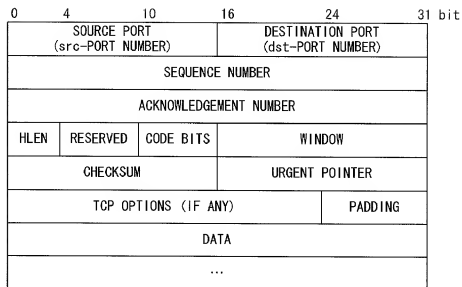 0 4 10 16 24 31 bit
SOURCE PORT DESTINATION PORT
(src-PORT NUMBER) (dst-PORT NUMBER)
SEQUENCE NUMBER
ACKNOWLEDGEMENT NUMBER
HLEN RESERVED CODE BITS WINDOW
CHECKSUM URGENT POINTER
TCP OPTIONS (IF ANY) PADDING
DATA
...